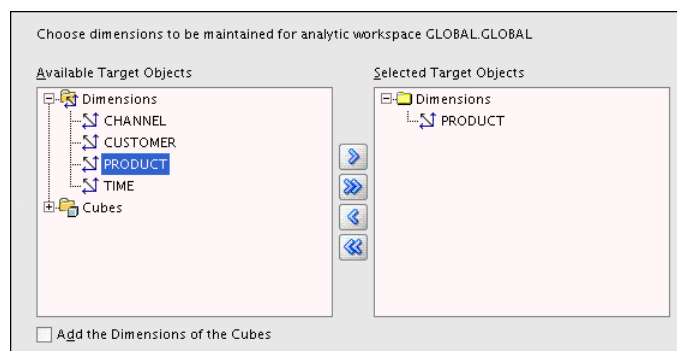 Choose dimensions to be maintained for analytic workspace GLOBAL.GLOBAL
Available Target Objects
Dimensions
CHANNEL
CUSTOMER
PRODUCT
TIME
Cubes
Selected Target Objects
Dimensions
PRODUCT
Add the Dimensions of the Cubes